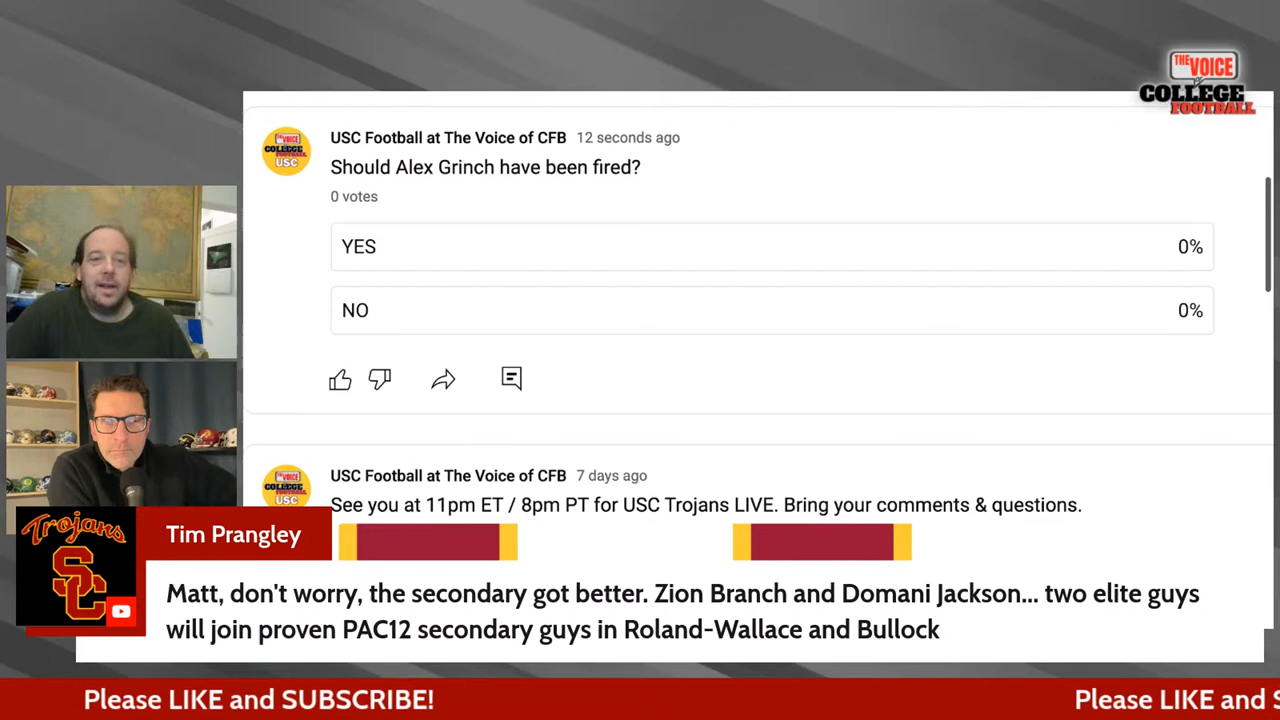 THE VOICE
OF
COLLEGE
FOOTBALL
USC Football at The Voice of CFB 12 seconds ago
Should Alex Grinch have been fired?
0 votes
YES 0%
NO 0%
USC Football at The Voice of CFB 7 days ago
See you at 11pm ET / 8pm PT for USC Trojans LIVE. Bring your comments & questions.
Trojans
SC
Tim Prangley
Matt, don't worry, the secondary got better. Zion Branch and Domani Jackson... two elite guys
will join proven PAC12 secondary guys in Roland-Wallace and Bullock
Please LIKE and SUBSCRIBE! Please LIKE and S